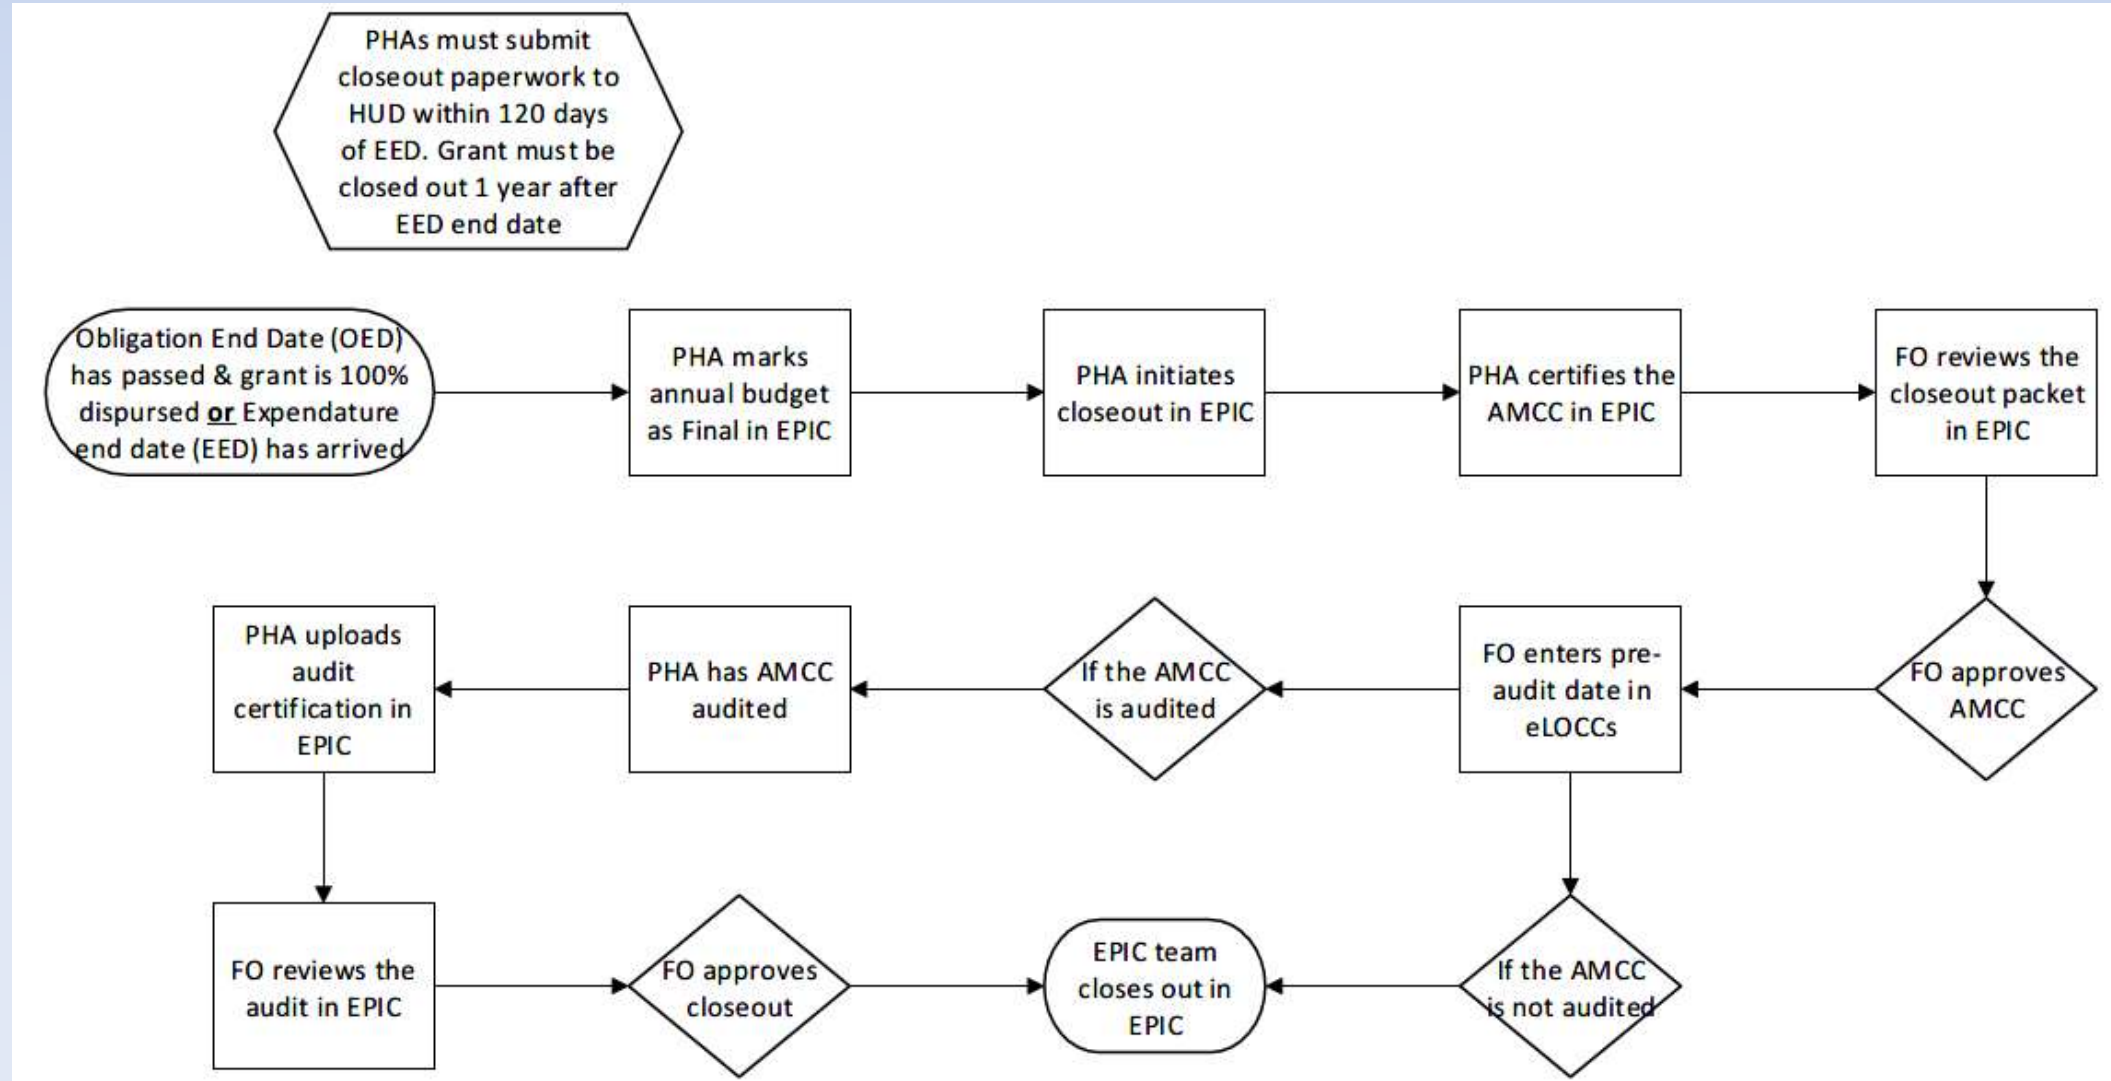 PHAs must submit
closeout paperwork to
HUD within 120 days
of EED. Grant must be
closed out 1 year after
EED end date
Obligation End Date (OED)
has passed & grant is 100%
dispursed or Expendature
end date (EED) has arrived
PHA marks
annual budget
as Final in EPIC
PHA initiates
closeout in EPIC
PHA certifies the
AMCC in EPIC
FO reviews the
closeout packet
in EPIC
FO approves
AMCC
FO enters pre-
audit date in
eLOCCs
If the AMCC
is audited
PHA has AMCC
audited
PHA uploads
audit
certification in
EPIC
FO reviews the
audit in EPIC
FO approves
closeout
EPIC team
closes out in
EPIC
If the AMCC
is not audited